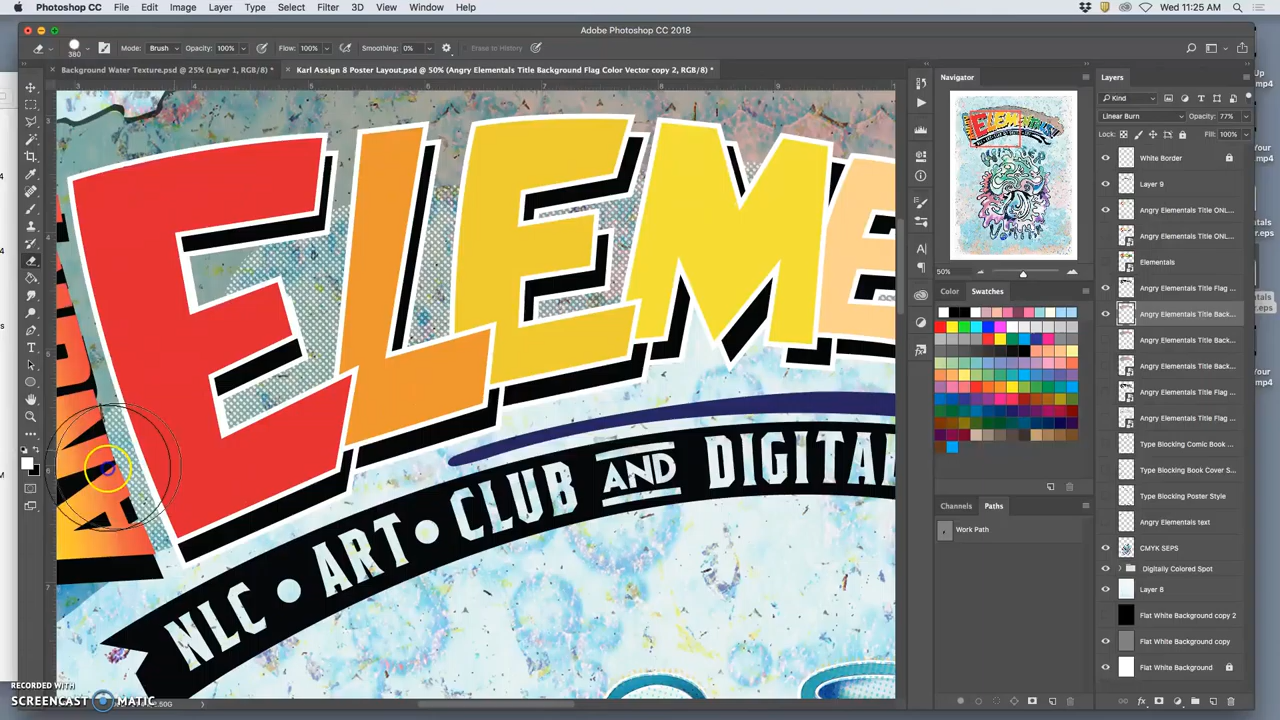 Photoshop CC File Edit Image Layer Type Select Filter 3D View Window Help Wed 11:25 AM
Adobe Photoshop CC 2018
380 Mode: Brush Opacity: 100% Flow: 100% Smoothing: 0% Erase to History
Background Water Texture.psd @ 25% (Layer 1, RGB/8) *
Karl Assign 8 Poster Layout.psd @ 50% (Angry Elementals Title Background Flag Color Vector copy 2, RGB/8) *
ELEME
NLC • ART • CLUB AND DIGITAL
Navigator
50%
Color Swatches
Channels Paths
Work Path
Layers
Kind
Linear Burn Opacity: 77%
Lock: Fill: 100%
White Border
Layer 9
Angry Elementals Title ONL...
Angry Elementals Title ONL...
Elementals
Angry Elementals Title Flag ...
Angry Elementals Title Back...
Angry Elementals Title Back...
Angry Elementals Title Back...
Angry Elementals Title Flag ...
Angry Elementals Title Flag ...
Type Blocking Comic Book ...
Type Blocking Book Cover S...
Type Blocking Poster Style
Angry Elementals text
CMYK SEPS
Digitally Colored Spot
Layer 8
Flat White Background copy 2
Flat White Background copy
Flat White Background
RECORDED WITH
SCREENCAST MATIC